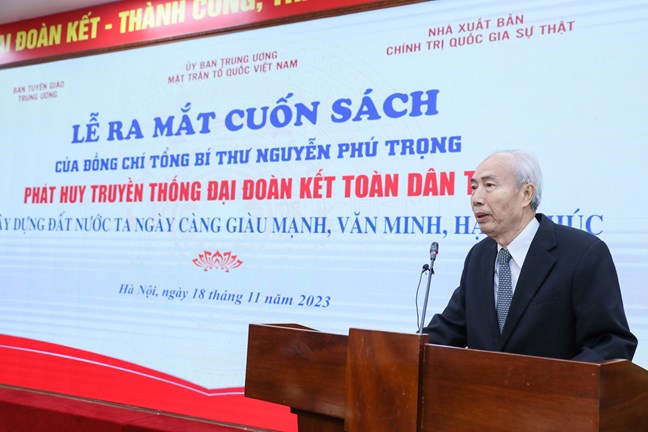 ĐOÀN KẾT - THÀNH CÔNG,
BAN TUYÊN GIÁO
TRUNG ƯƠNG
ỦY BAN TRUNG ƯƠNG
MẶT TRẬN TỔ QUỐC VIỆT NAM
NHÀ XUẤT BẢN
CHÍNH TRỊ QUỐC GIA SỰ THẬT
LỄ RA MẮT CUỐN SÁCH
CỦA ĐỒNG CHÍ TỔNG BÍ THƯ NGUYỄN PHÚ TRỌNG
PHÁT HUY TRUYỀN THỐNG ĐẠI ĐOÀN KẾT TOÀN DÂN
DỰNG ĐẤT NƯỚC TA NGÀY CÀNG GIÀU MẠNH, VĂN MINH,
Hà Nội, ngày 18 tháng 11 năm 2023